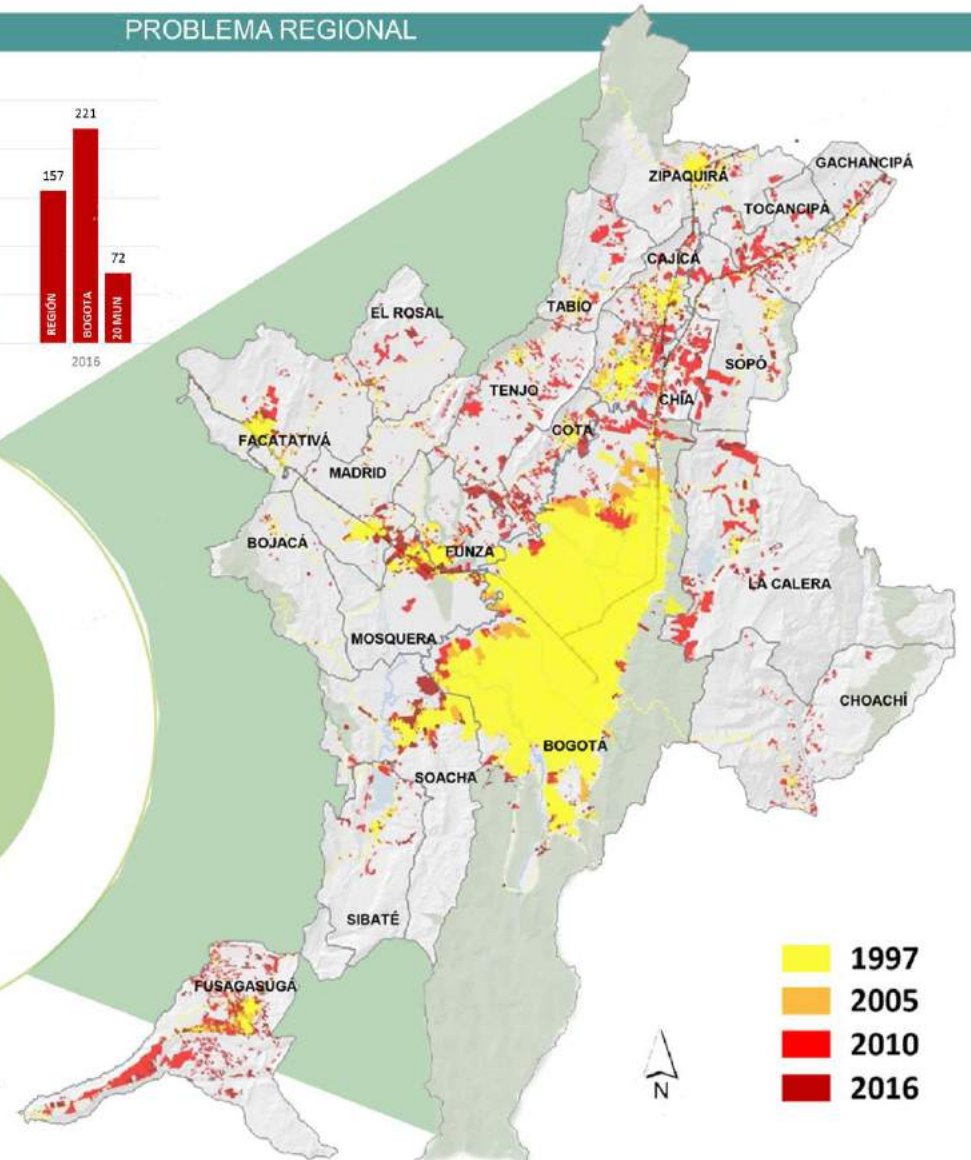 PROBLEMA REGIONAL
221
157
72
REGIÓN
BOGOTA
20 MUN
2016
GACHANCIPÁ
ZIPAQUIRÁ
TOCANCIPÁ
CAJICÁ
TABIO
EL ROSAL
SOPÓ
TENJO
CHÍA
COTA
FACATATIVÁ
MADRID
BOJACÁ
FUNZA
LA CALERA
MOSQUERA
CHOACHÍ
BOGOTÁ
SOACHA
SIBATÉ
FUSAGASUGÁ
N
1997
2005
2010
2016